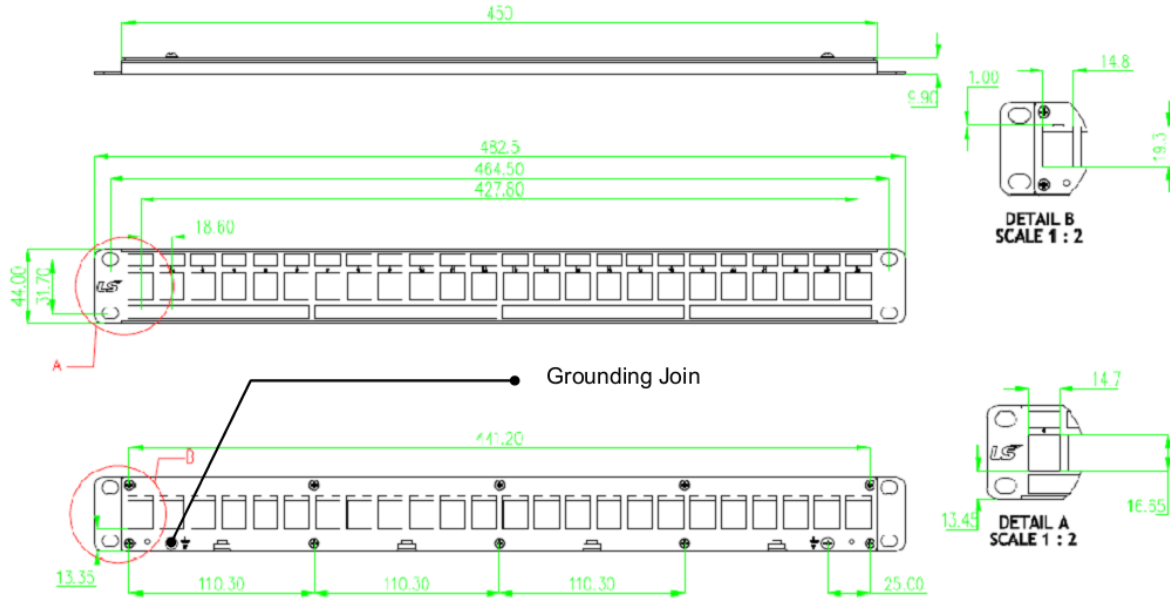 450
9.90
1.00
14.8
19.3
DETAIL B
SCALE 1 : 2
482.5
464.50
427.80
18.60
44.00
31.70
LS
A
Grounding Join
14.7
LS
16.65
13.45
DETAIL A
SCALE 1 : 2
441.20
B
13.35
110.30
110.30
110.30
25.00